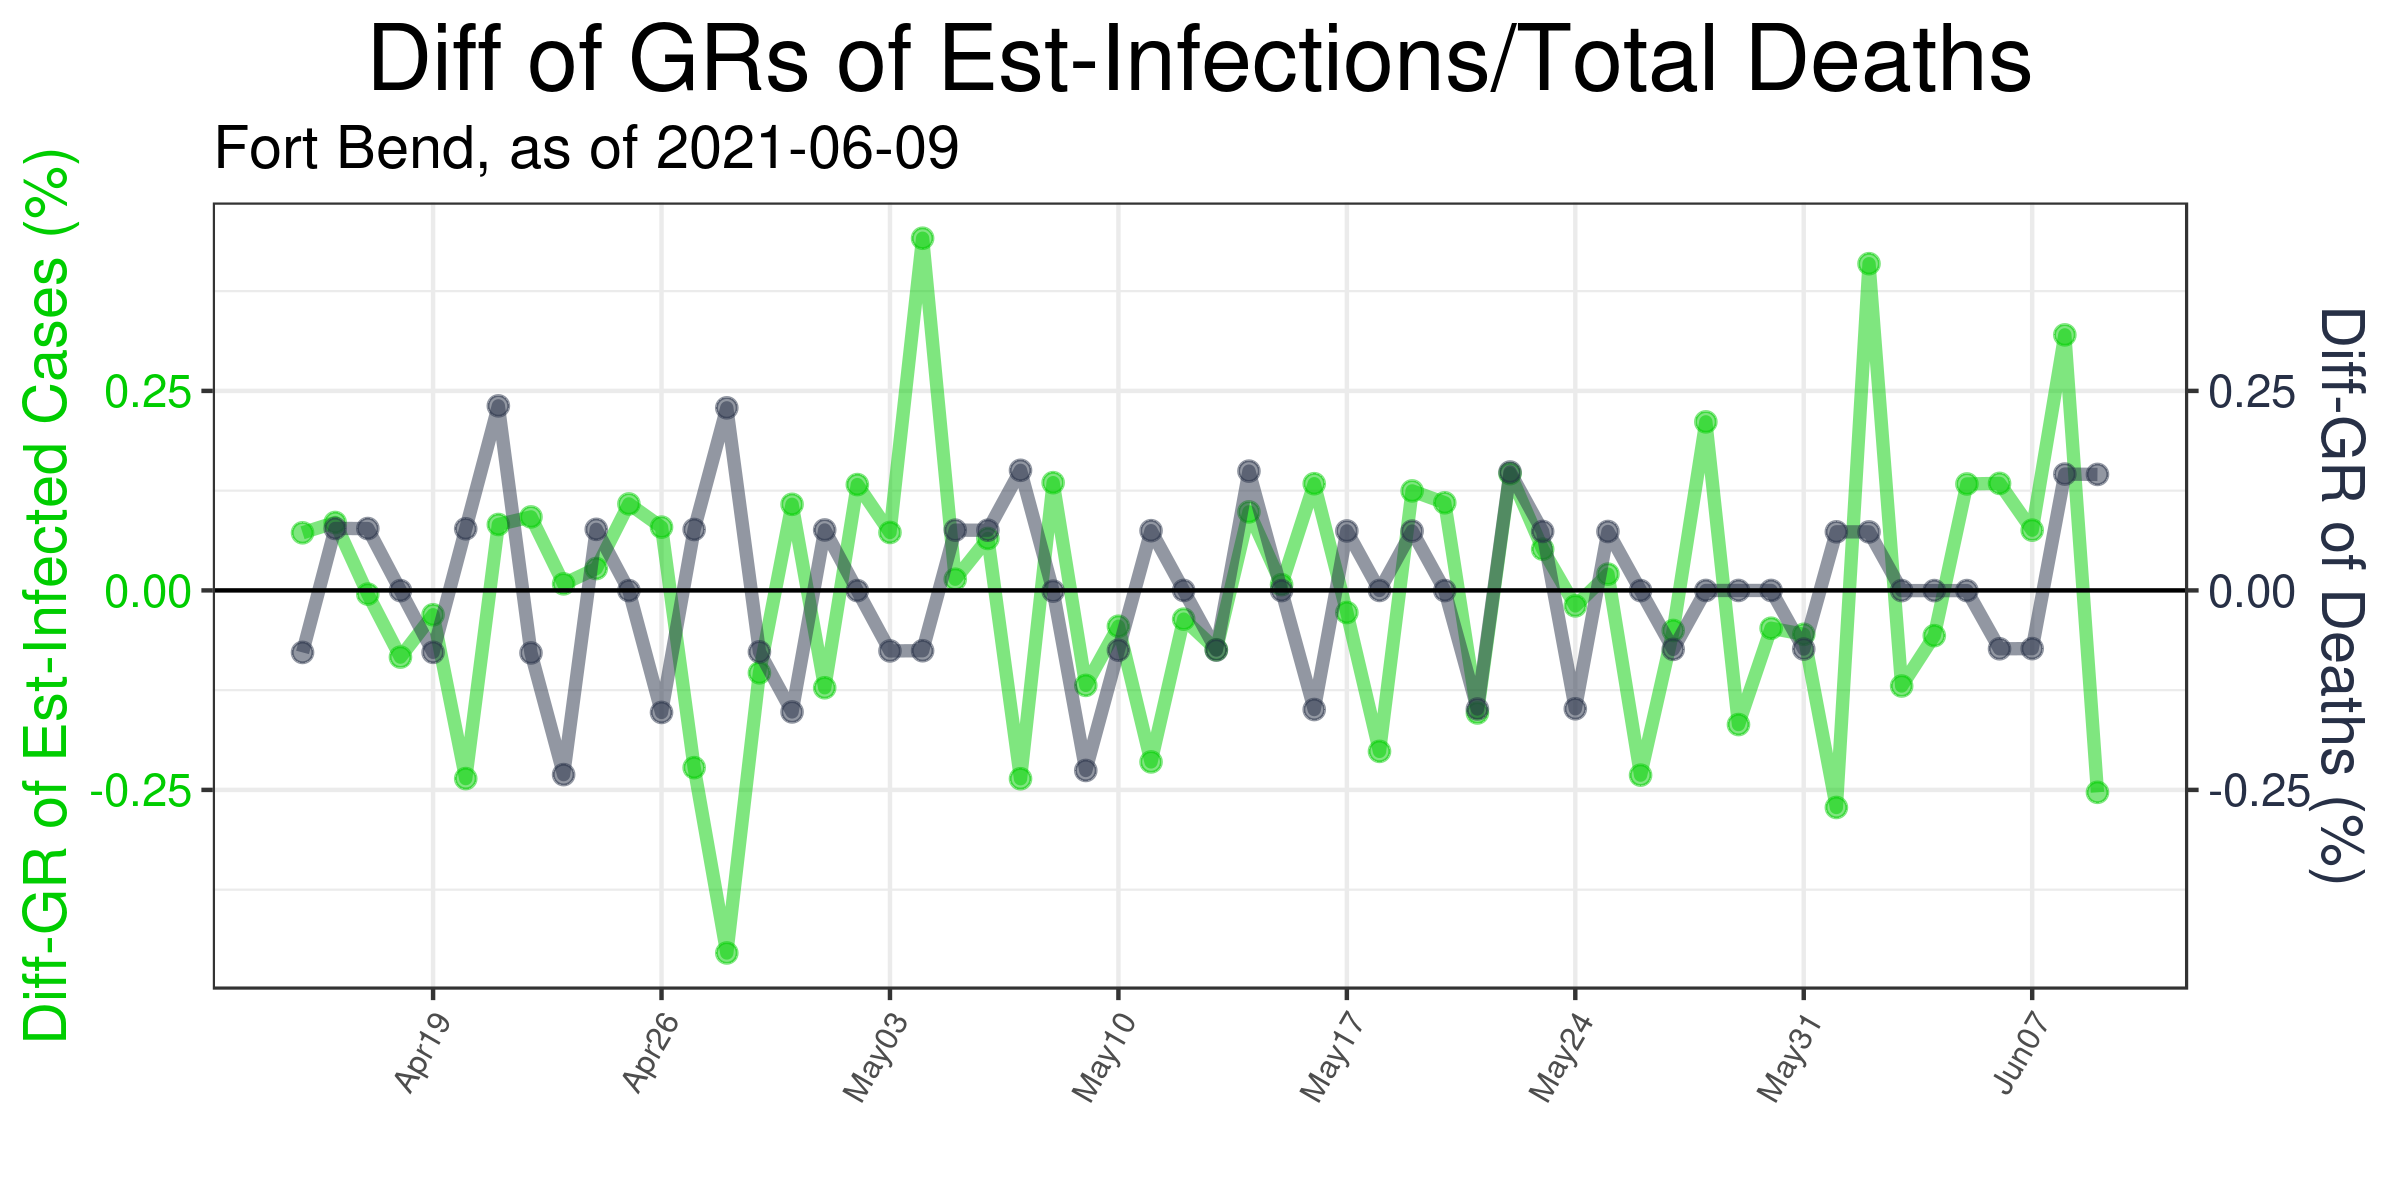 Diff of GRs of Est-Infections/Total Deaths
Fort Bend, as of 2021-06-09
Diff-GR of Est-Infected Cases (%)
0.25
0.00
-0.25
0.25
0.00
-0.25
Diff-GR of Deaths (%)
Apr19
Apr26
May03
May10
May17
May24
May31
Jun07